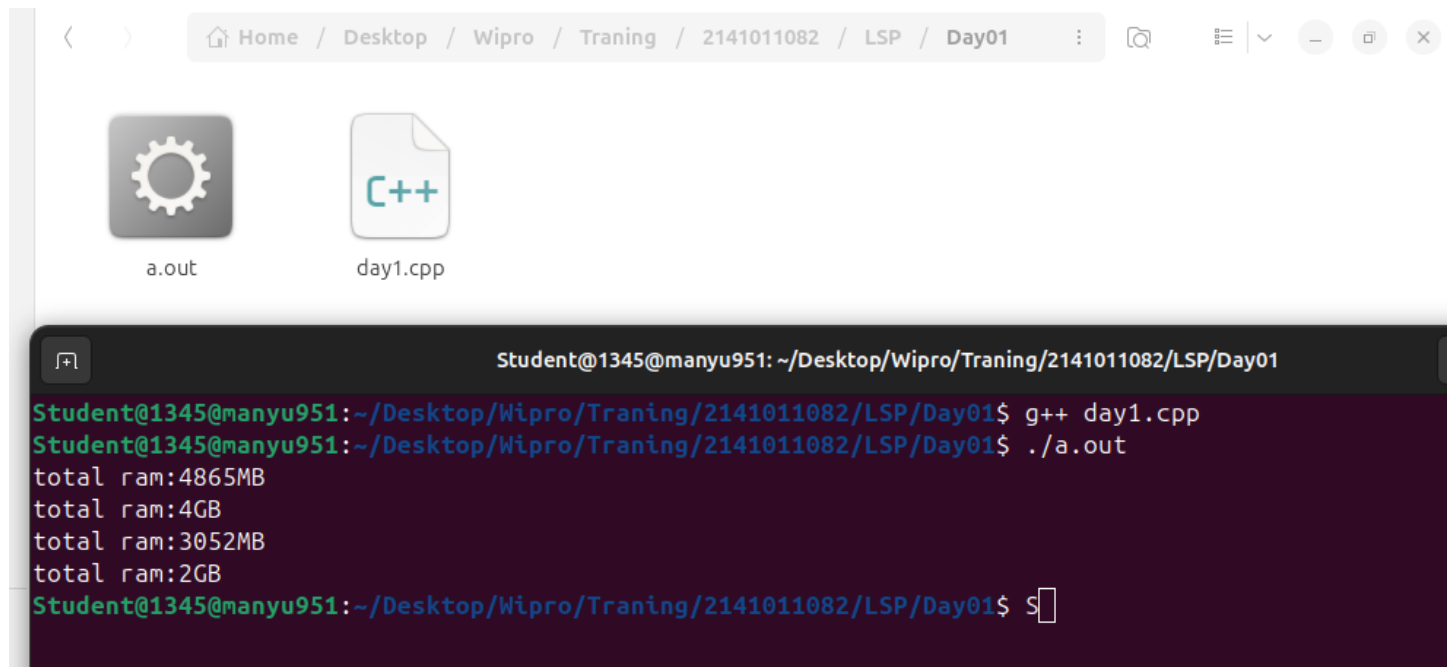 Home / Desktop / Wipro / Traning / 2141011082 / LSP / Day01
C++
a.out
day1.cpp
Student@1345@manyu951: ~/Desktop/Wipro/Traning/2141011082/LSP/Day01
Student@1345@manyu951:~/Desktop/Wipro/Traning/2141011082/LSP/Day01$ g++ day1.cpp
Student@1345@manyu951:~/Desktop/Wipro/Traning/2141011082/LSP/Day01$ ./a.out
total ram:4865MB
total ram:4GB
total ram:3052MB
total ram:2GB
Student@1345@manyu951:~/Desktop/Wipro/Traning/2141011082/LSP/Day01$ S